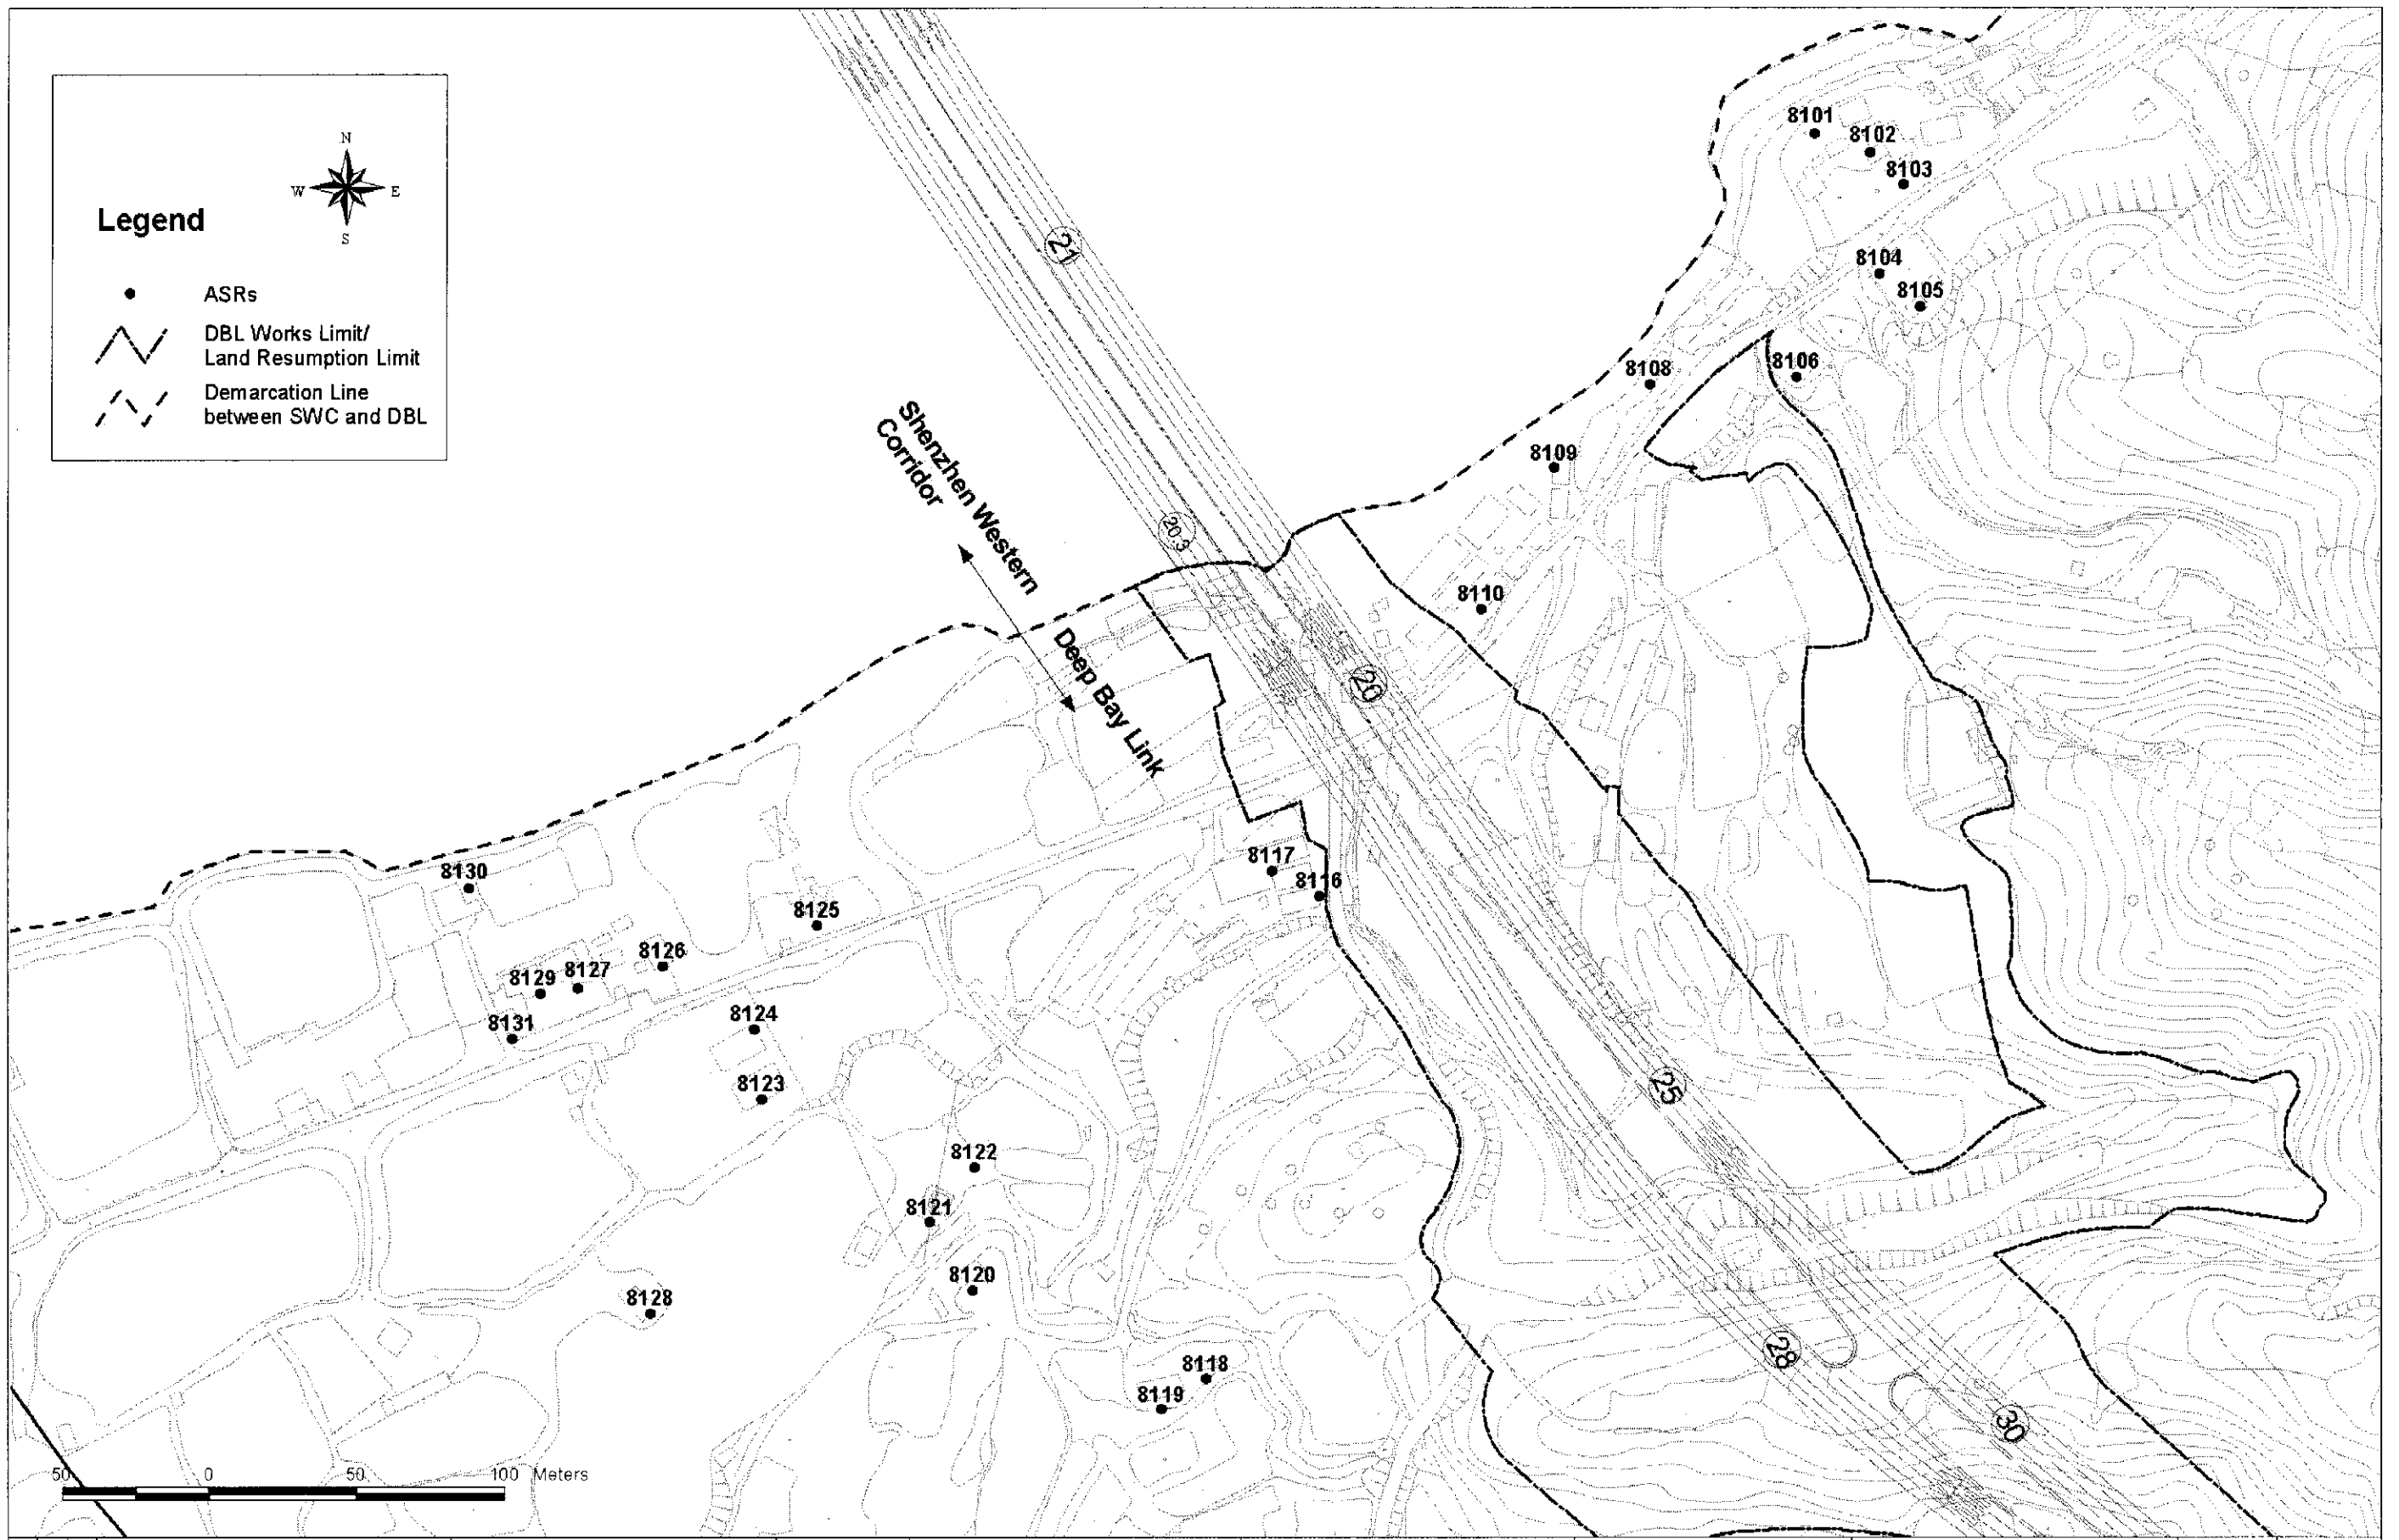 N
W E
S
Legend
ASRs
DBL Works Limit/
Land Resumption Limit
Demarcation Line
between SWC and DBL
8101
8102
8103
21
8104
8105
8106
8108
Shenzhen Western
Corridor
8109
20.3
8110
Deep Bay Link
20
8117
8116
8130
8125
8126
8129
8127
8131
8124
8123
25
8122
8121
8120
8128
28
8118
8119
30
50 0 50 100 Meters